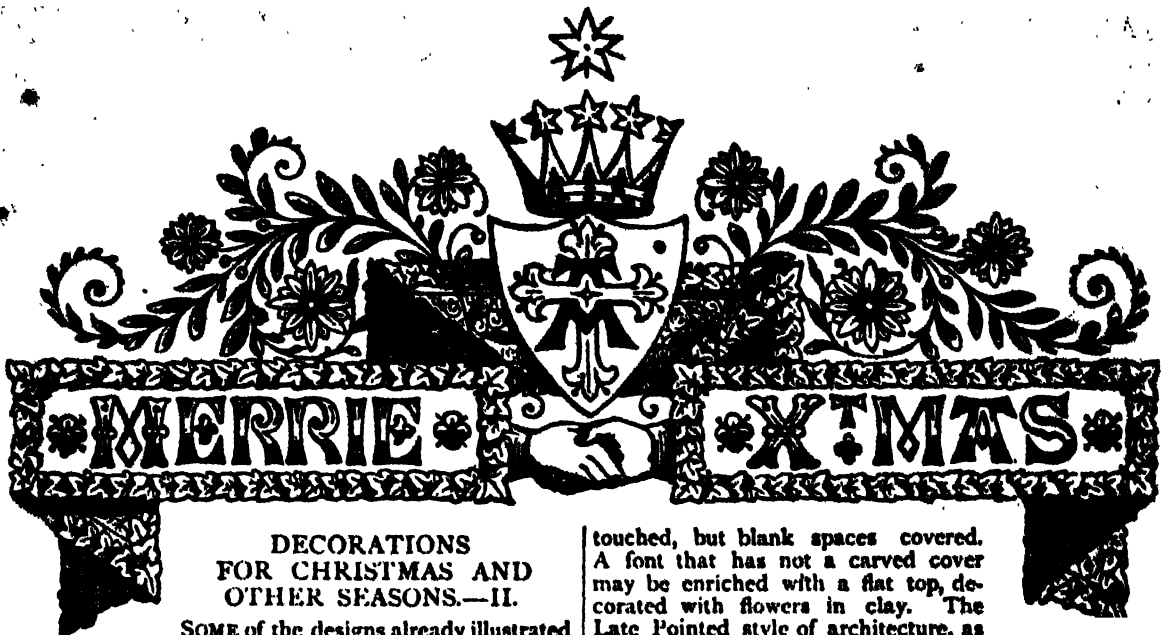 MERRIE X.TMAS
DECORATIONS
FOR CHRISTMAS AND
OTHER SEASONS.—II.
SOME of the designs already illustrated
touched, but blank spaces covered.
A font that has not a carved cover
may be enriched with a flat top, de-
corated with flowers in clay. The
Late Pointed style of architecture, as